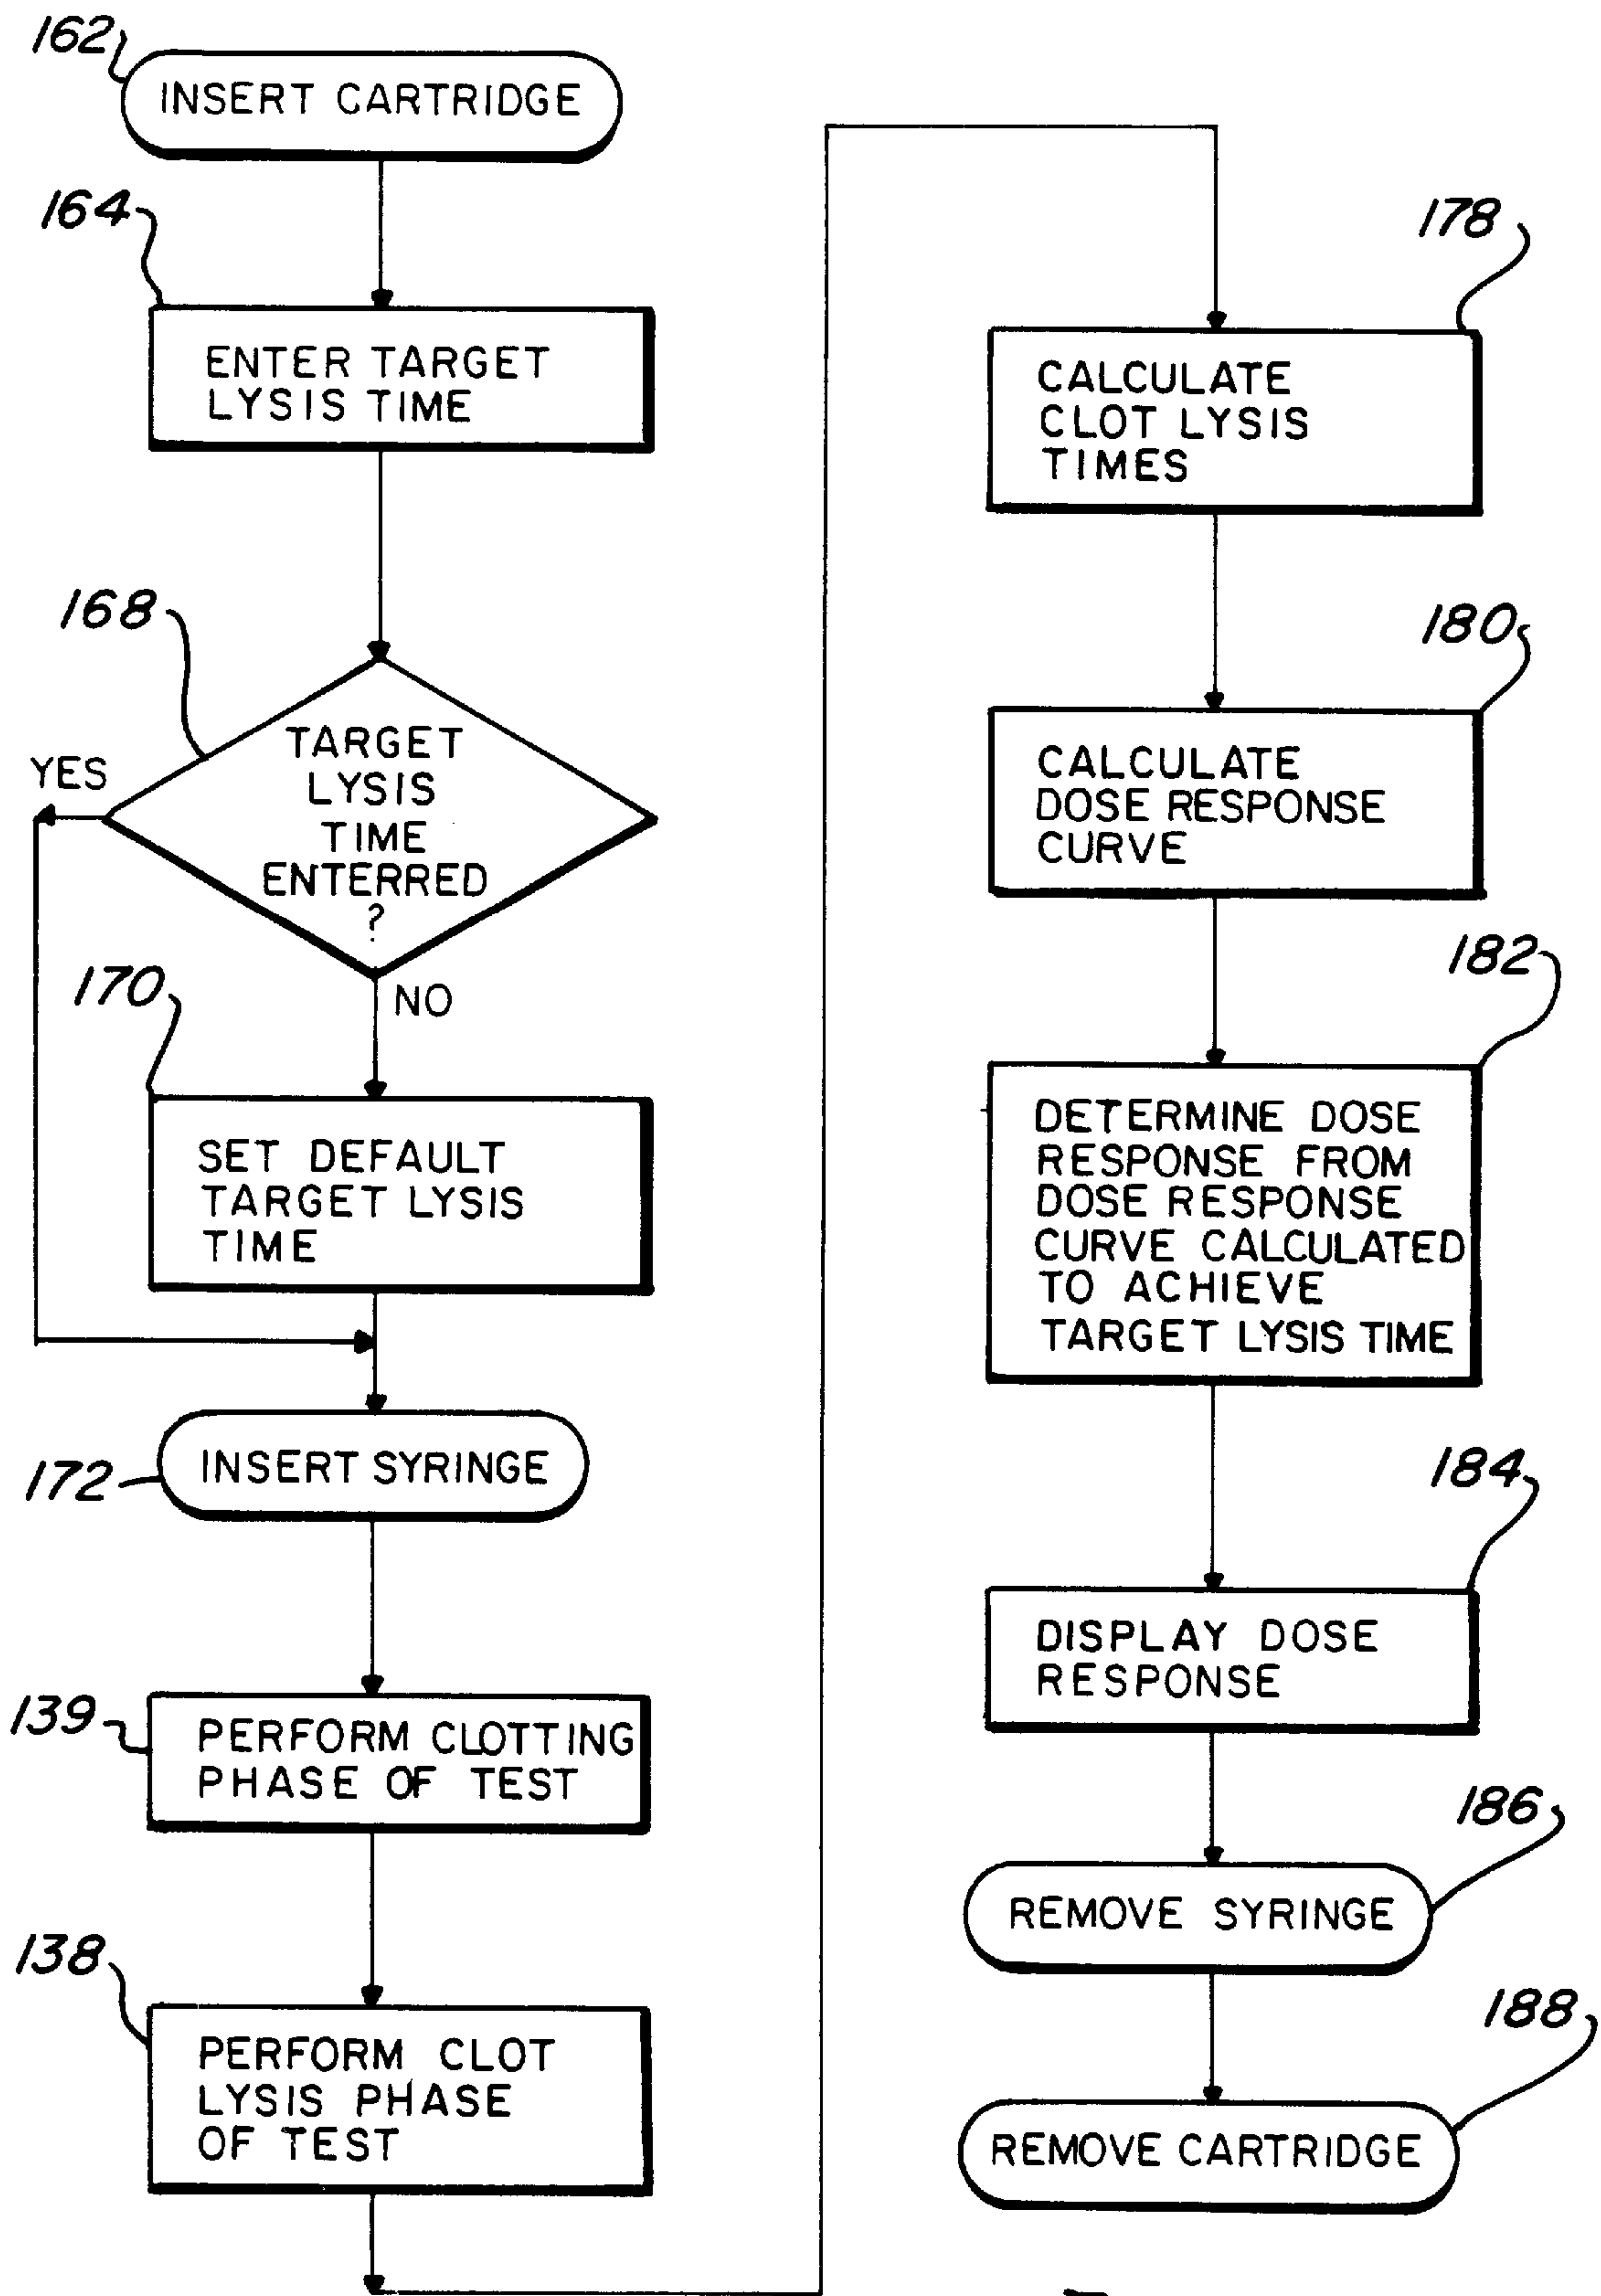 162
INSERT CARTRIDGE
164
ENTER TARGET
LYSIS TIME
168
TARGET
LYSIS
TIME
ENTERRED
?
YES
NO
170
SET DEFAULT
TARGET LYSIS
TIME
172
INSERT SYRINGE
139
PERFORM CLOTTING
PHASE OF TEST
138
PERFORM CLOT
LYSIS PHASE
OF TEST
178
CALCULATE
CLOT LYSIS
TIMES
180
CALCULATE
DOSE RESPONSE
CURVE
182
DETERMINE DOSE
RESPONSE FROM
DOSE RESPONSE
CURVE CALCULATED
TO ACHIEVE
TARGET LYSIS TIME
184
DISPLAY DOSE
RESPONSE
186
REMOVE SYRINGE
188
REMOVE CARTRIDGE